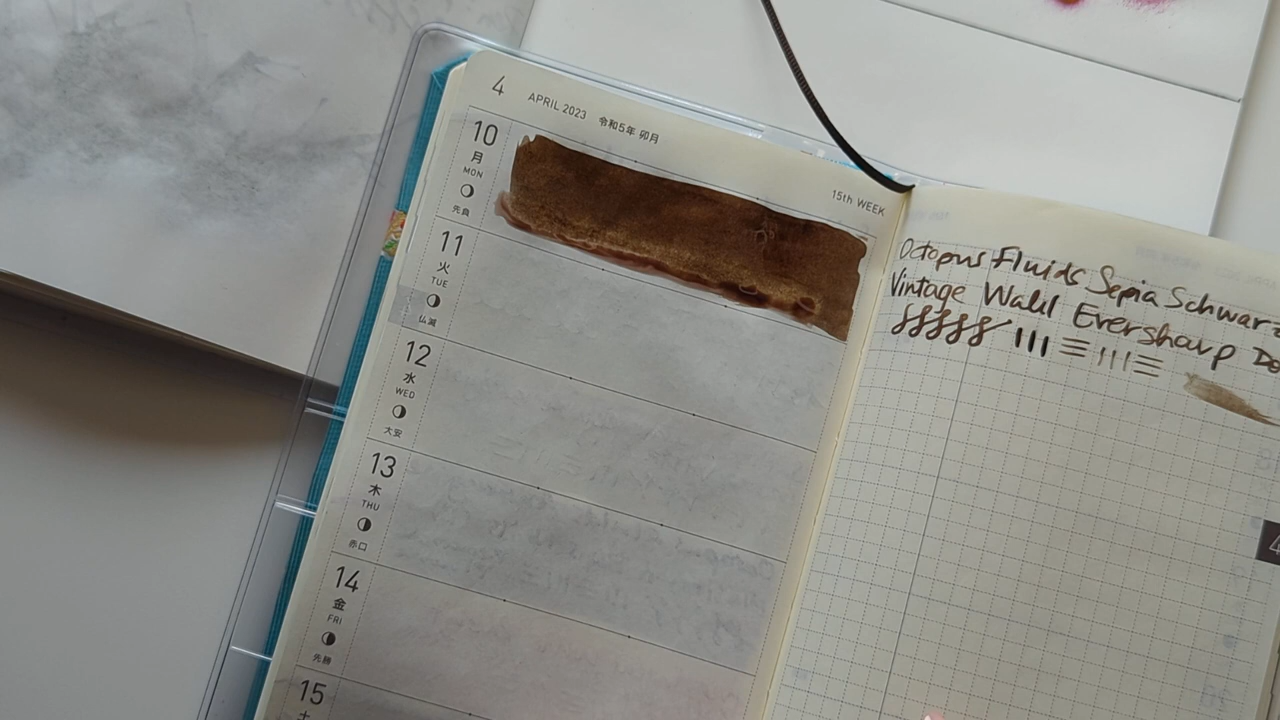 4 APRIL 2023 令和5年 卯月
15th WEEK
10
月
MON
先負
11
火
TUE
仏滅
12
水
WED
大安
13
木
THU
赤口
14
金
FRI
先勝
15
Octopus Fluids Sepia Schwarz
Vintage Wahl Eversharp Do
4